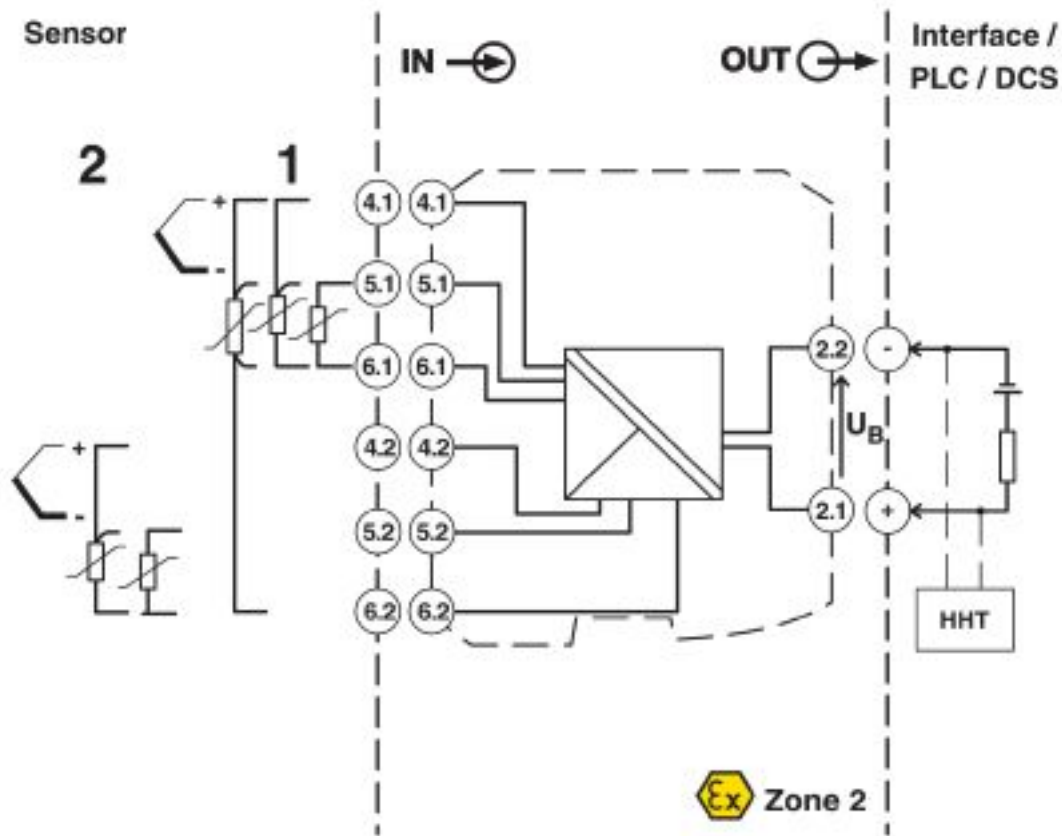 Sensor
IN
OUT
Interface /
PLC / DCS
2
1
+
-
4.1
4.1
5.1
5.1
6.1
6.1
2.2
-
U_B
4.2
4.2
+
-
2.1
+
5.2
5.2
6.2
6.2
HHT
Ex Zone 2